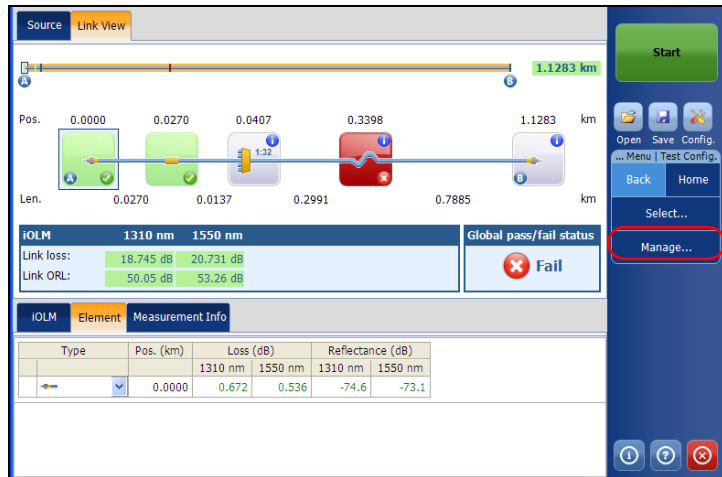 Source Link View
1.1283 km
A B
Pos. 0.0000 0.0270 0.0407 0.3398 1.1283 km
1:32
A B
Len. 0.0270 0.0137 0.2991 0.7885 km
iOLM 1310 nm 1550 nm
Link loss: 18.745 dB 20.731 dB
Link ORL: 50.05 dB 53.26 dB
Global pass/fail status
Fail
iOLM Element Measurement Info
Type Pos. (km) Loss (dB) Reflectance (dB)
1310 nm 1550 nm 1310 nm 1550 nm
0.0000 0.672 0.536 -74.6 -73.1
Start
Open Save Config.
... Menu | Test Config.
Back Home
Select...
Manage...